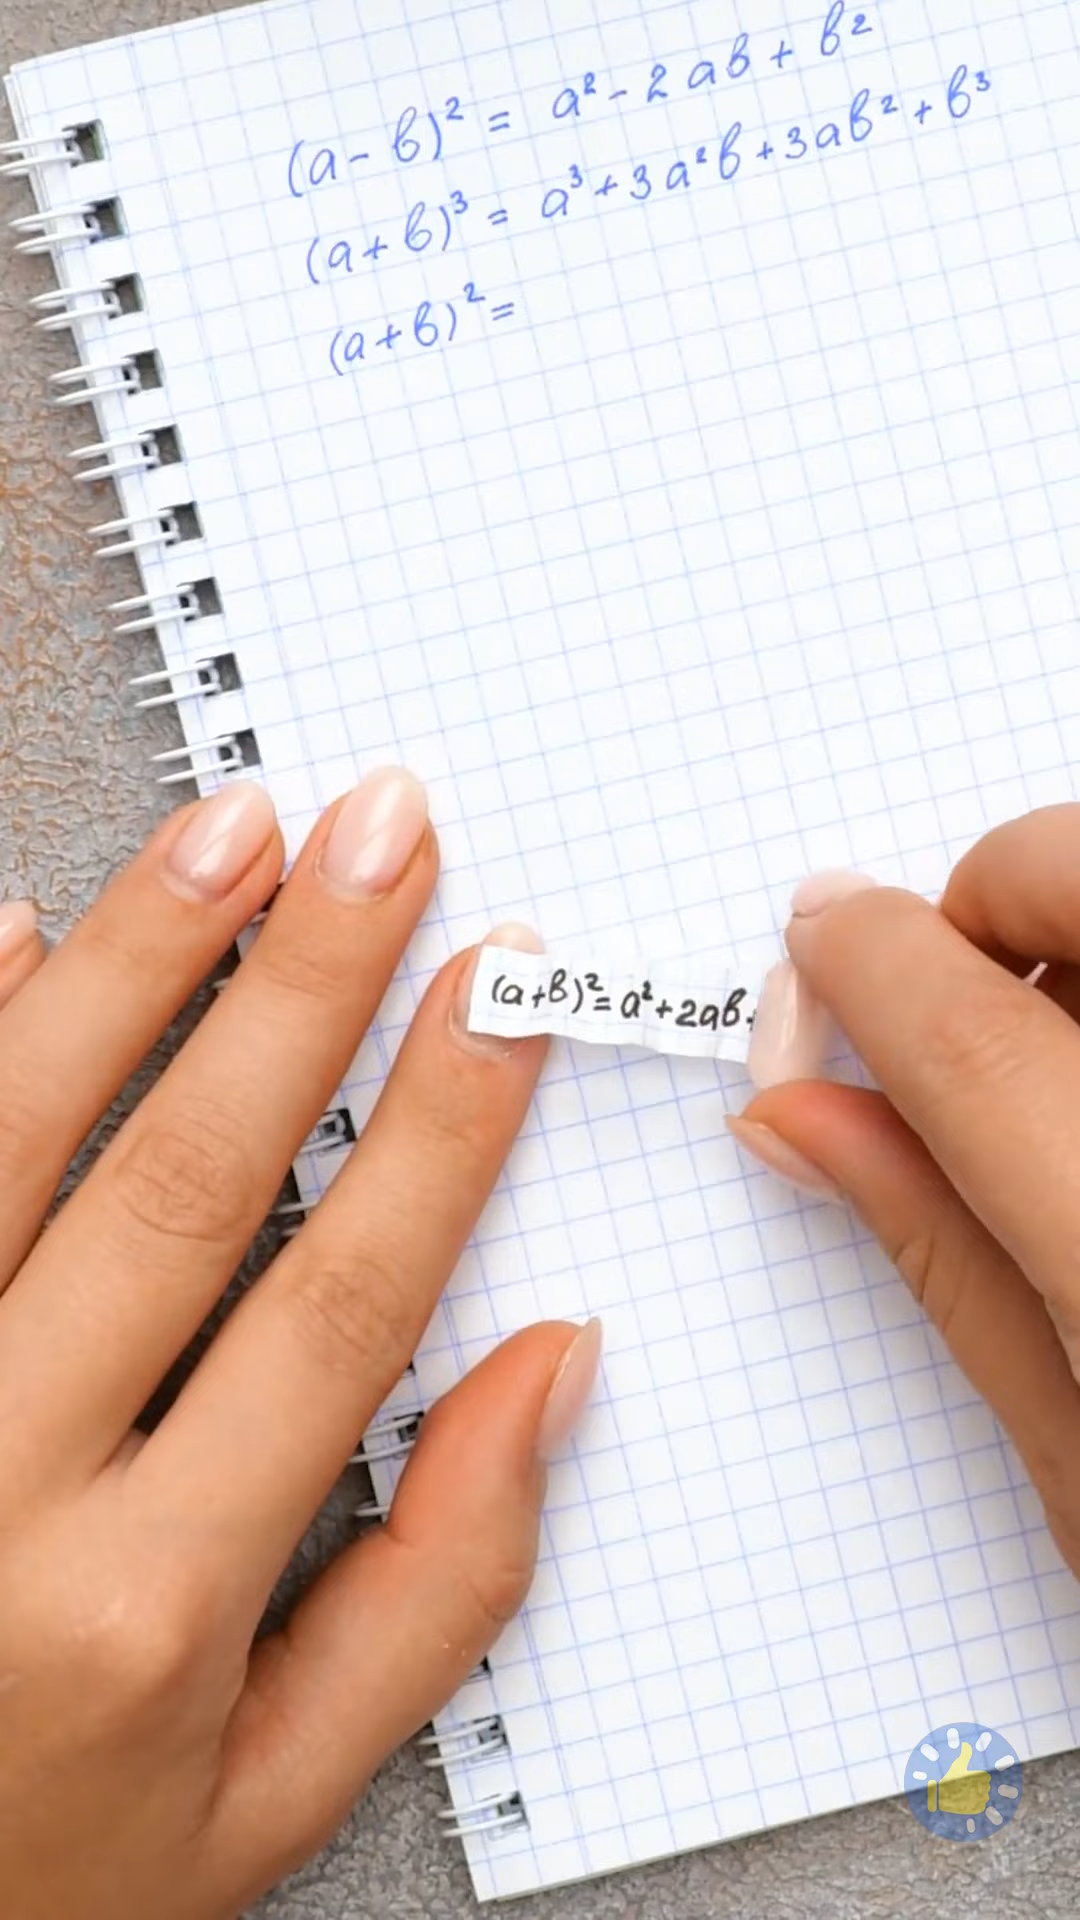 (a-b)² = a² - 2ab + b²
(a+b)³ = a³ + 3a²b + 3ab² + b³
(a+b)² =
(a+b)² = a² + 2ab +